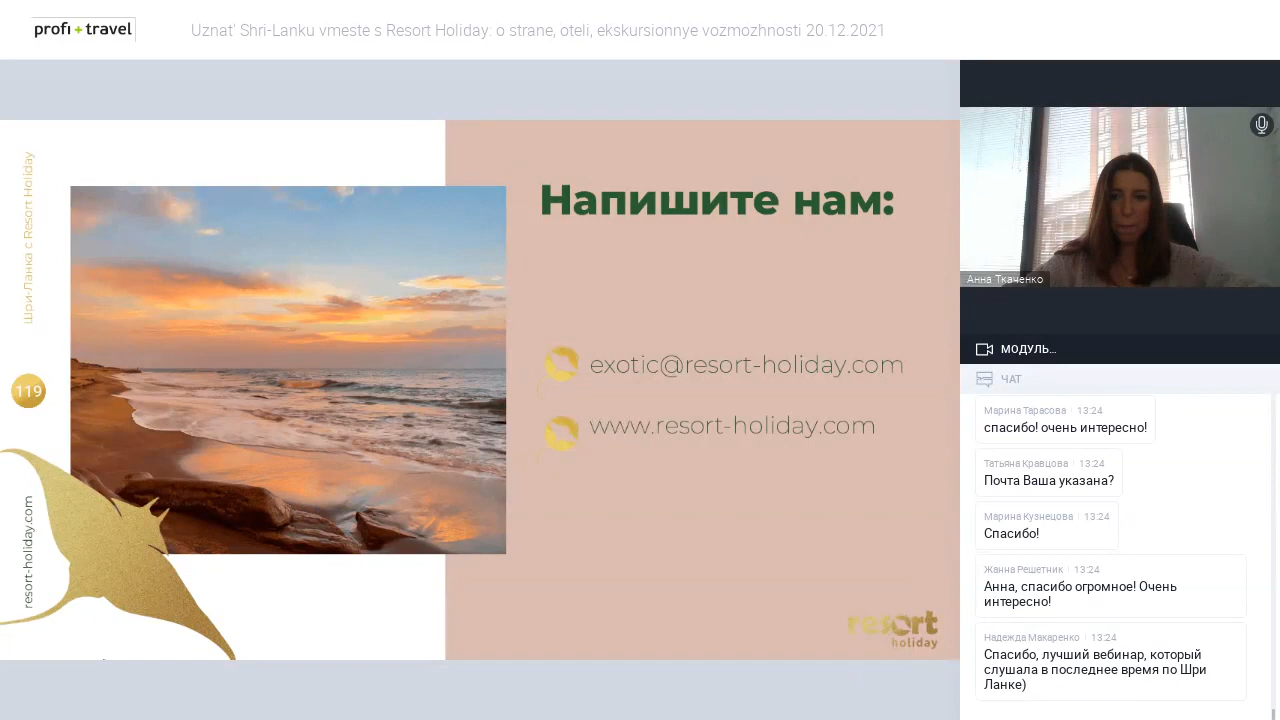 profi + travel
Uznat' Shri-Lanku vmeste s Resort Holiday: o strane, oteli, ekskursionnye vozmozhnosti 20.12.2021
Шри-Ланка с Resort Holiday
119
resort-holiday.com
Напишите нам:
exotic@resort-holiday.com
www.resort-holiday.com
resort
holiday
Анна Ткаченко
МОДУЛЬ...
ЧАТ
Марина Тарасова 13:24
спасибо! очень интересно!
Татьяна Кравцова 13:24
Почта Ваша указана?
Марина Кузнецова 13:24
Спасибо!
Жанна Решетник 13:24
Анна, спасибо огромное! Очень
интересно!
Надежда Макаренко 13:24
Спасибо, лучший вебинар, который
слушала в последнее время по Шри
Ланке)